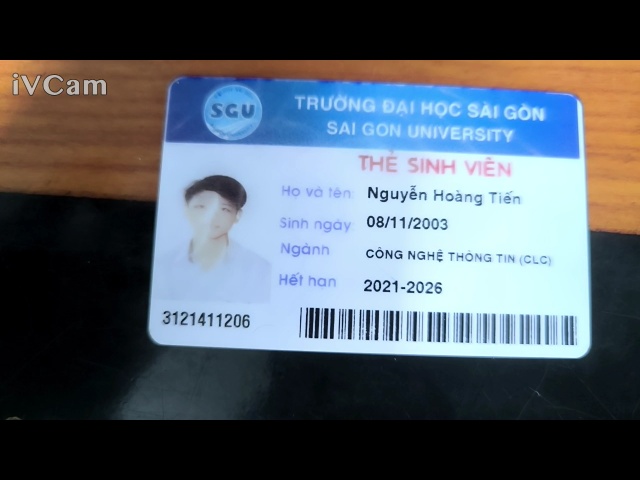 iVCam
SGU
TRƯỜNG ĐẠI HỌC SÀI GÒN
SAI GON UNIVERSITY
THẺ SINH VIÊN
Họ và tên: Nguyễn Hoàng Tiến
Sinh ngày: 08/11/2003
Ngành CÔNG NGHỆ THÔNG TIN (CLC)
Hết hạn 2021-2026
3121411206